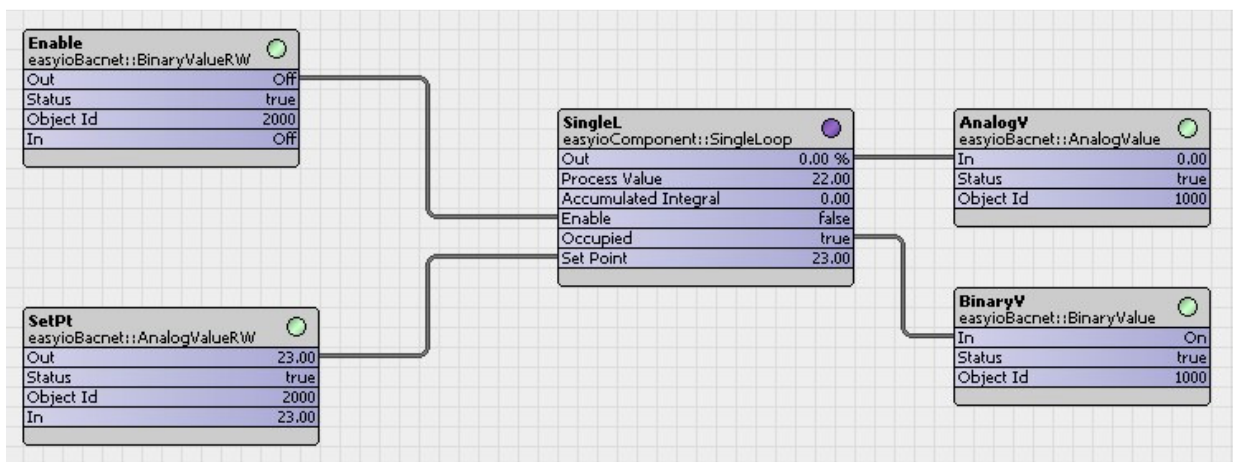 Enable
easyioBacnet::BinaryValueRW
Out Off
Status true
Object Id 2000
In Off
SetPt
easyioBacnet::AnalogValueRW
Out 23.00
Status true
Object Id 2000
In 23.00
SingleL
easyioComponent::SingleLoop
Out 0.00 %
Process Value 22.00
Accumulated Integral 0.00
Enable false
Occupied true
Set Point 23.00
AnalogV
easyioBacnet::AnalogValue
In 0.00
Status true
Object Id 1000
BinaryV
easyioBacnet::BinaryValue
In On
Status true
Object Id 1000